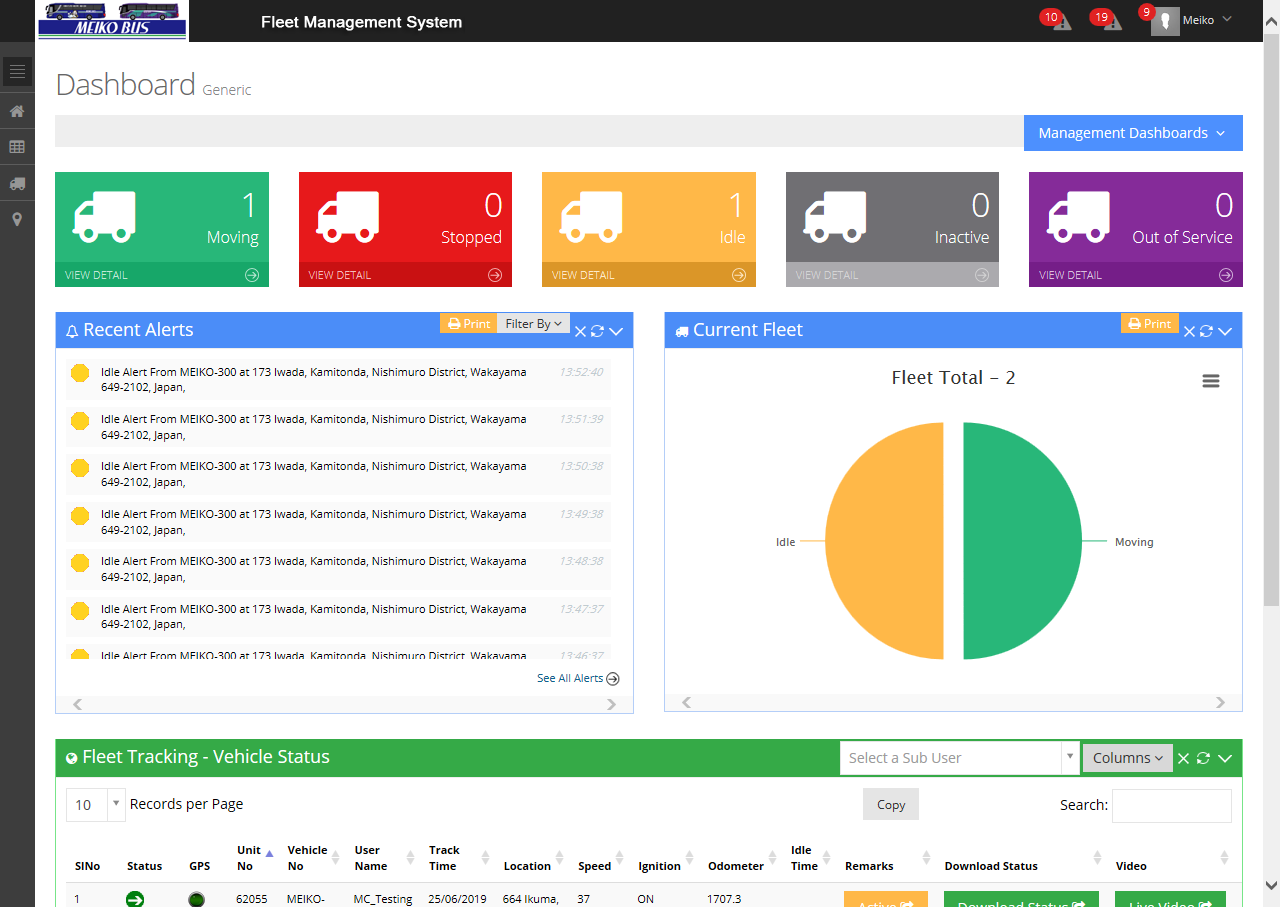 MEIKO BUS
Fleet Management System
10
19
9
Meiko
Dashboard Generic
Management Dashboards
1
Moving
VIEW DETAIL
0
Stopped
VIEW DETAIL
1
Idle
VIEW DETAIL
0
Inactive
VIEW DETAIL
0
Out of Service
VIEW DETAIL
Recent Alerts
Print
Filter By
Idle Alert From MEIKO-300 at 173 Iwada, Kamitonda, Nishimuro District, Wakayama 13:52:40
649-2102, Japan,
Idle Alert From MEIKO-300 at 173 Iwada, Kamitonda, Nishimuro District, Wakayama 13:51:39
649-2102, Japan,
Idle Alert From MEIKO-300 at 173 Iwada, Kamitonda, Nishimuro District, Wakayama 13:50:38
649-2102, Japan,
Idle Alert From MEIKO-300 at 173 Iwada, Kamitonda, Nishimuro District, Wakayama 13:49:38
649-2102, Japan,
Idle Alert From MEIKO-300 at 173 Iwada, Kamitonda, Nishimuro District, Wakayama 13:48:38
649-2102, Japan,
Idle Alert From MEIKO-300 at 173 Iwada, Kamitonda, Nishimuro District, Wakayama 13:47:37
649-2102, Japan,
Idle Alert From MEIKO-300 at 173 Iwada, Kamitonda, Nishimuro District, Wakayama 13:46:37
See All Alerts
Current Fleet
Print
Fleet Total - 2
Idle
Moving
Fleet Tracking - Vehicle Status
Select a Sub User
Columns
10 Records per Page
Copy
Search:
SlNo Status GPS Unit No Vehicle No User Name Track Time Location Speed Ignition Odometer Idle Time Remarks Download Status Video
1 62055 MEIKO- MC_Testing 25/06/2019 664 Ikuma, 37 ON 1707.3 Active Download Status Live Video